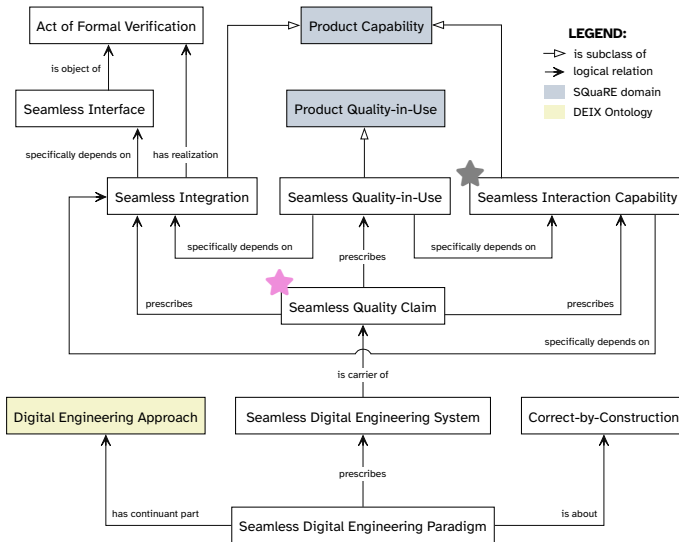 Act of Formal Verification
Product Capability
LEGEND:
is subclass of
logical relation
SQuaRE domain
DEIX Ontology
is object of
Seamless Interface
Product Quality-in-Use
specifically depends on
has realization
Seamless Integration
Seamless Quality-in-Use
Seamless Interaction Capability
specifically depends on
specifically depends on
prescribes
prescribes
Seamless Quality Claim
prescribes
specifically depends on
is carrier of
Digital Engineering Approach
Seamless Digital Engineering System
Correct-by-Construction
prescribes
has continuant part
is about
Seamless Digital Engineering Paradigm